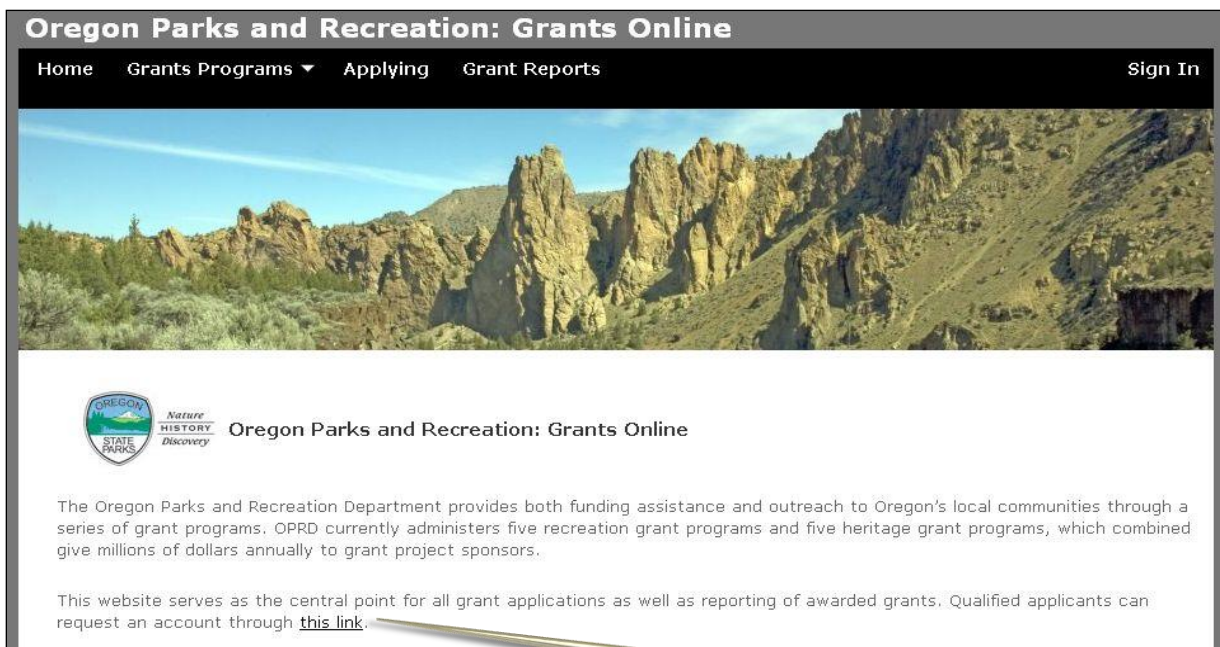 Oregon Parks and Recreation: Grants Online
Home Grants Programs ▼ Applying Grant Reports Sign In
OREGON
STATE
PARKS
Nature
HISTORY
Discovery
Oregon Parks and Recreation: Grants Online
The Oregon Parks and Recreation Department provides both funding assistance and outreach to Oregon's local communities through a
series of grant programs. OPRD currently administers five recreation grant programs and five heritage grant programs, which combined
give millions of dollars annually to grant project sponsors.
This website serves as the central point for all grant applications as well as reporting of awarded grants. Qualified applicants can
request an account through this link.